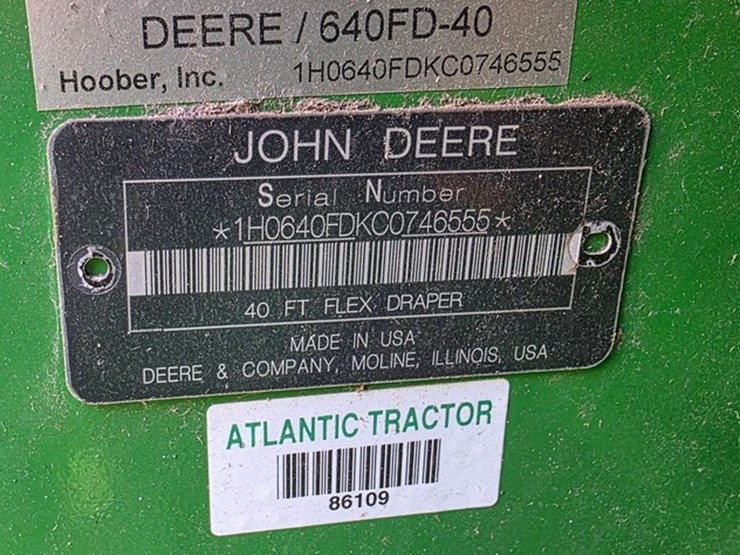 DEERE / 640FD-40
Hoober, Inc. 1H0640FDKC0746555
JOHN DEERE
Serial Number
*1H0640FDKC0746555*
40 FT FLEX DRAPER
MADE IN USA
DEERE & COMPANY, MOLINE, ILLINOIS, USA
ATLANTIC TRACTOR
86109